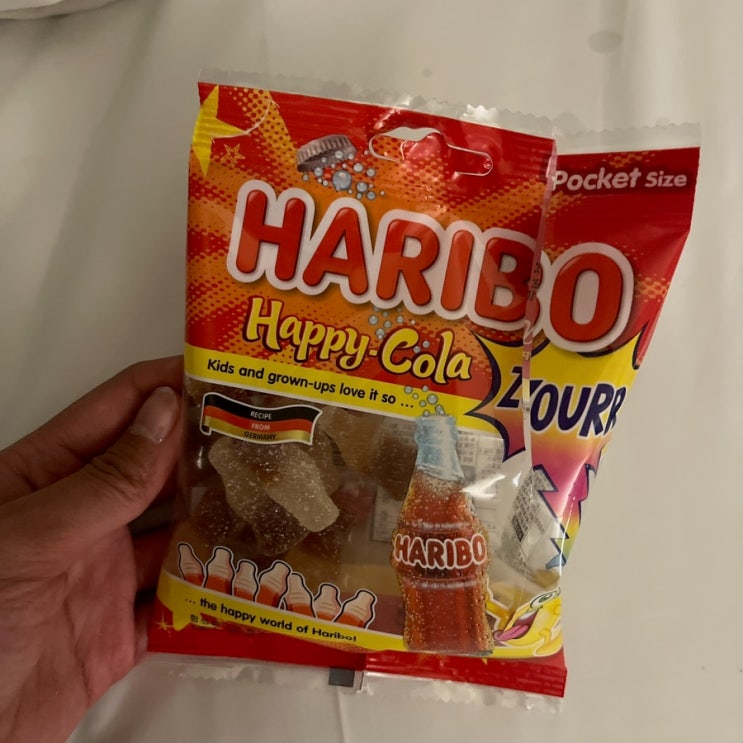 Pocket Size
HARIBO
Happy-Cola
ZOURR
Kids and grown-ups love it so ...
RECIPE
FROM
GERMANY
HARIBO
... the happy world of Haribo!